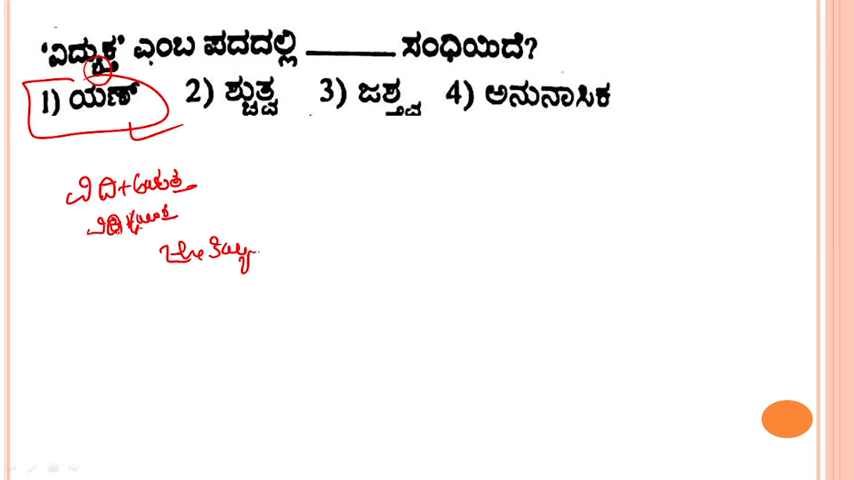 'ವಿದ್ಯುಕ್ತ' ಎಂಬ ಪದದಲ್ಲಿ ______ ಸಂಧಿಯಿದೆ?
1) ಯಣ್ 2) ಶ್ಚುತ್ವ 3) ಜಶ್ತ್ವ 4) ಅನುನಾಸಿಕ
ವಿದಿ+ಉಕ್ತ